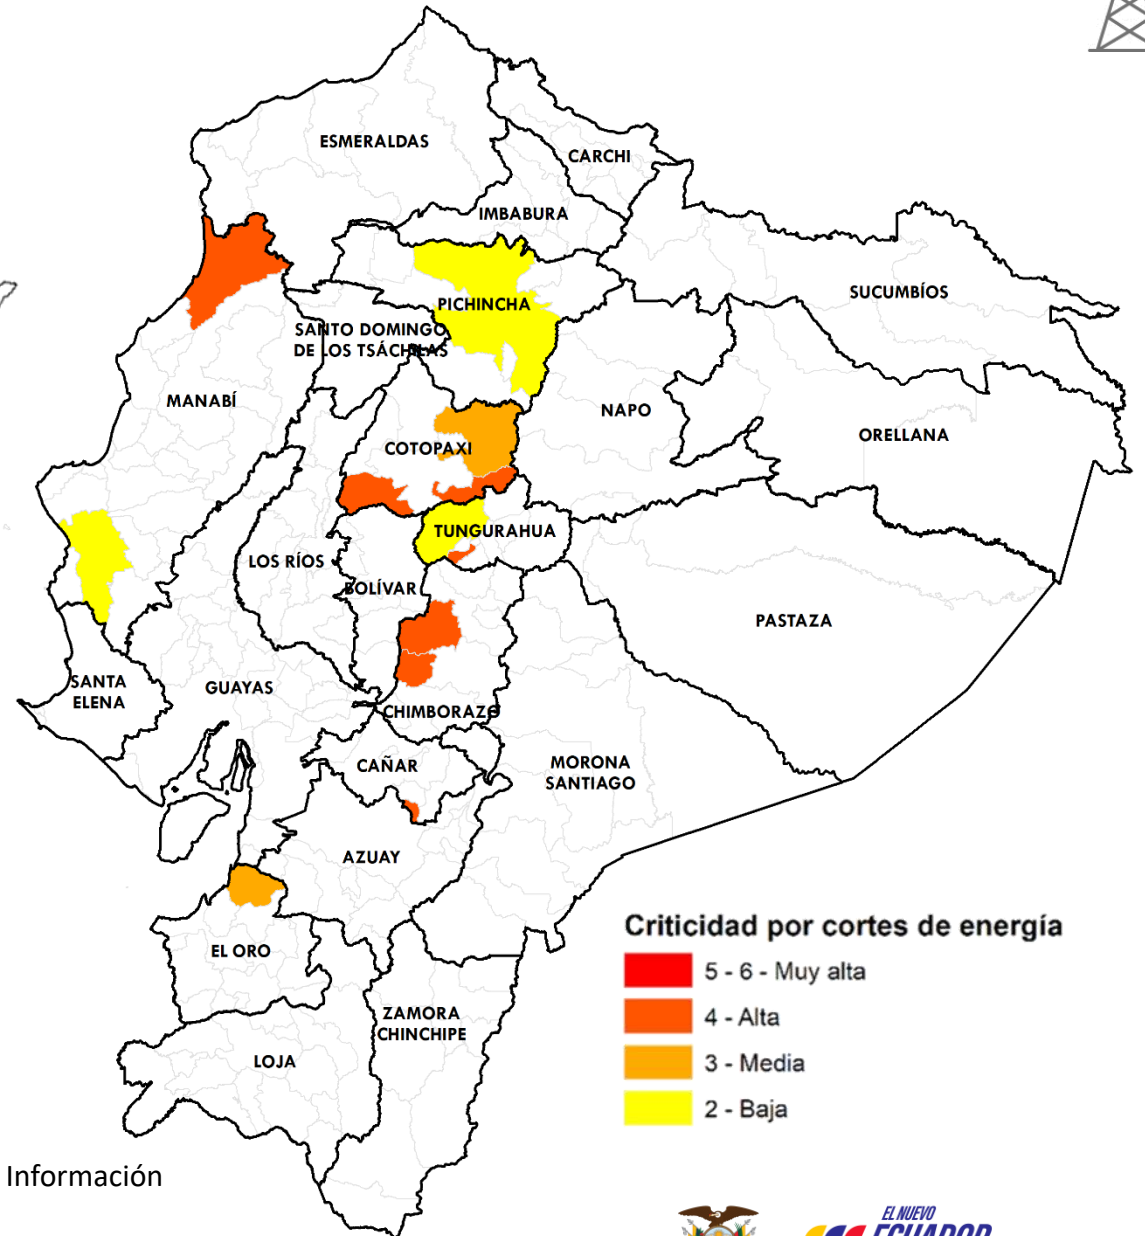 ESMERALDAS
CARCHI
IMBABURA
SUCUMBÍOS
PICHINCHA
SANTO DOMINGO
DE LOS TSÁCHILAS
MANABÍ
NAPO
ORELLANA
COTOPAXI
TUNGURAHUA
LOS RÍOS
BOLÍVAR
PASTAZA
SANTA
ELENA
GUAYAS
CHIMBORAZO
CAÑAR
MORONA
SANTIAGO
AZUAY
EL ORO
ZAMORA
CHINCHIPE
LOJA
Criticidad por cortes de energía
5 - 6 - Muy alta
4 - Alta
3 - Media
2 - Baja
Información
EL NUEVO
ECUADOR